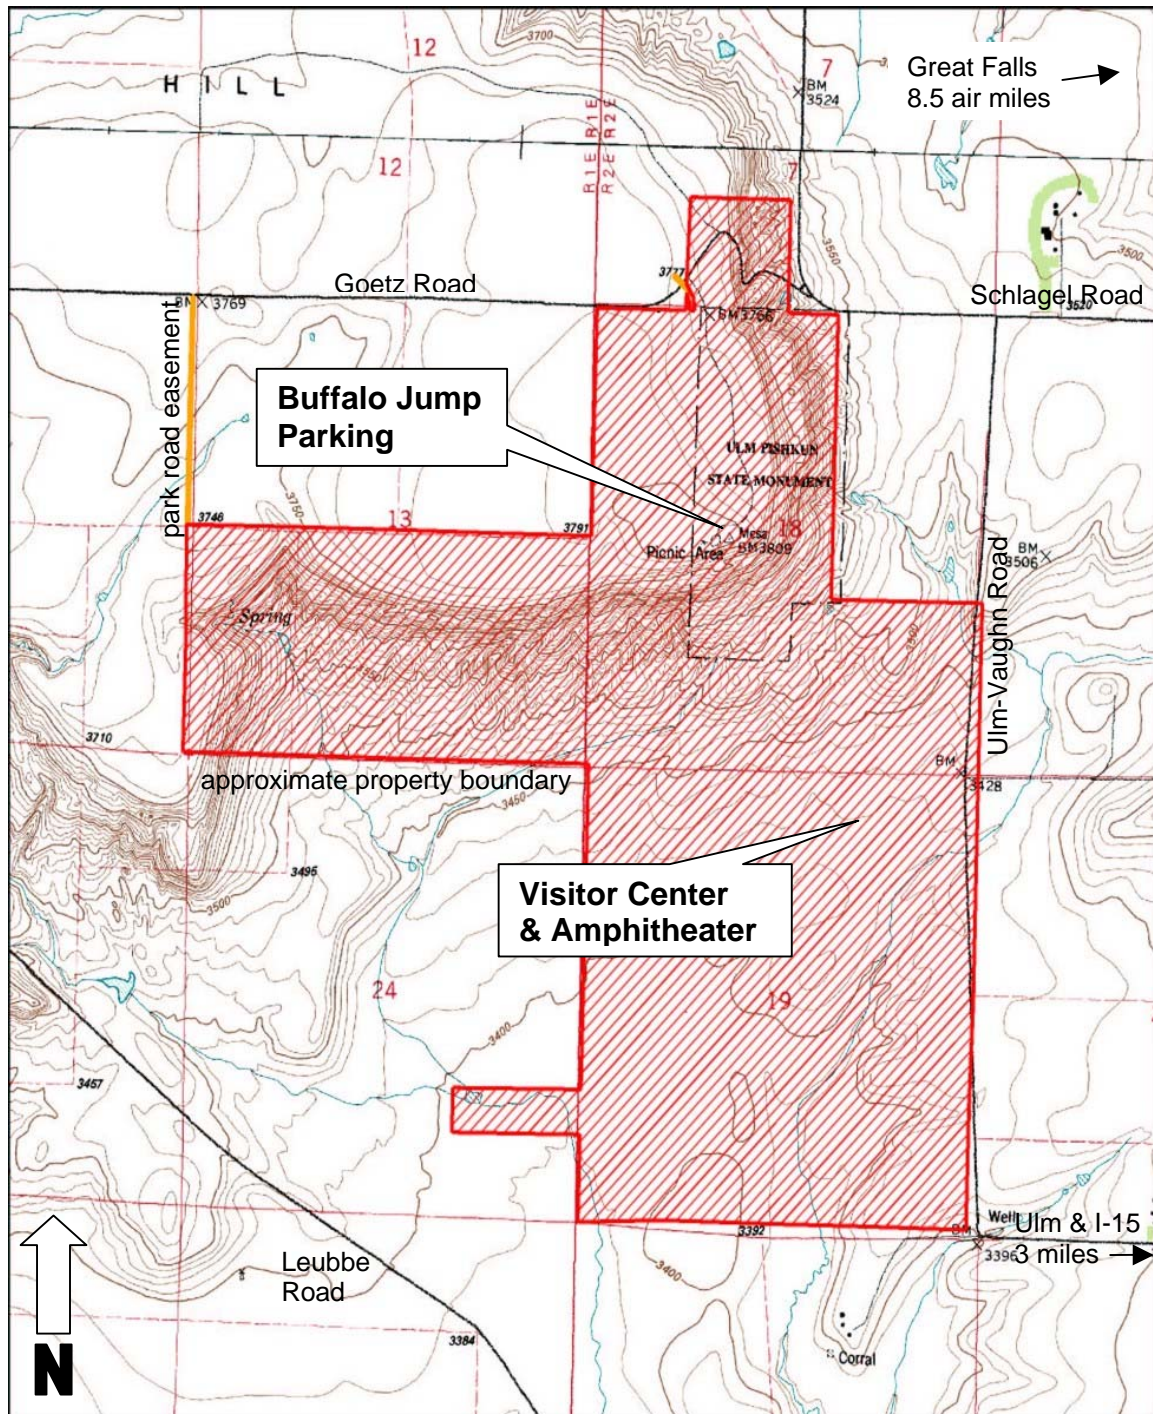 3700
12
7
Great Falls
8.5 air miles
H I L L
BM
3524
R1E R1E
R2E R2E
12
7
3550
3500
3777
Goetz Road
BM 3769
Schlagel Road
3520
BM3766
park road easement
Buffalo Jump
Parking
ULM PISHKUN
STATE MONUMENT
3750
3746
13
3791
18
Mesa
BM3809
Picnic Area
BM
3506
Ulm-Vaughn Road
Spring
3550
3500
3710
approximate property boundary
BM
3428
3450
3495
3500
Visitor Center
& Amphitheater
24
19
3400
3467
3392
BM
Well
Ulm & I-15
3 miles
3396
Leubbe
Road
3400
3384
Corral
N